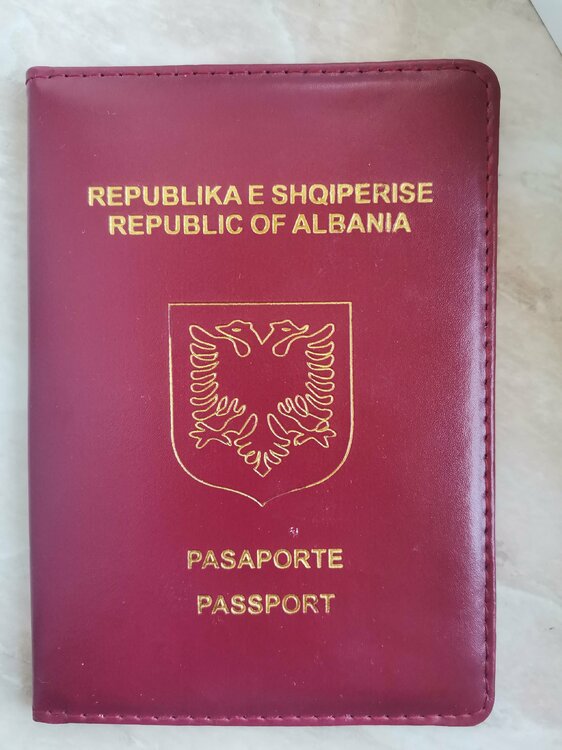 REPUBLIKA E SHQIPERISE
REPUBLIC OF ALBANIA
PASAPORTE
PASSPORT